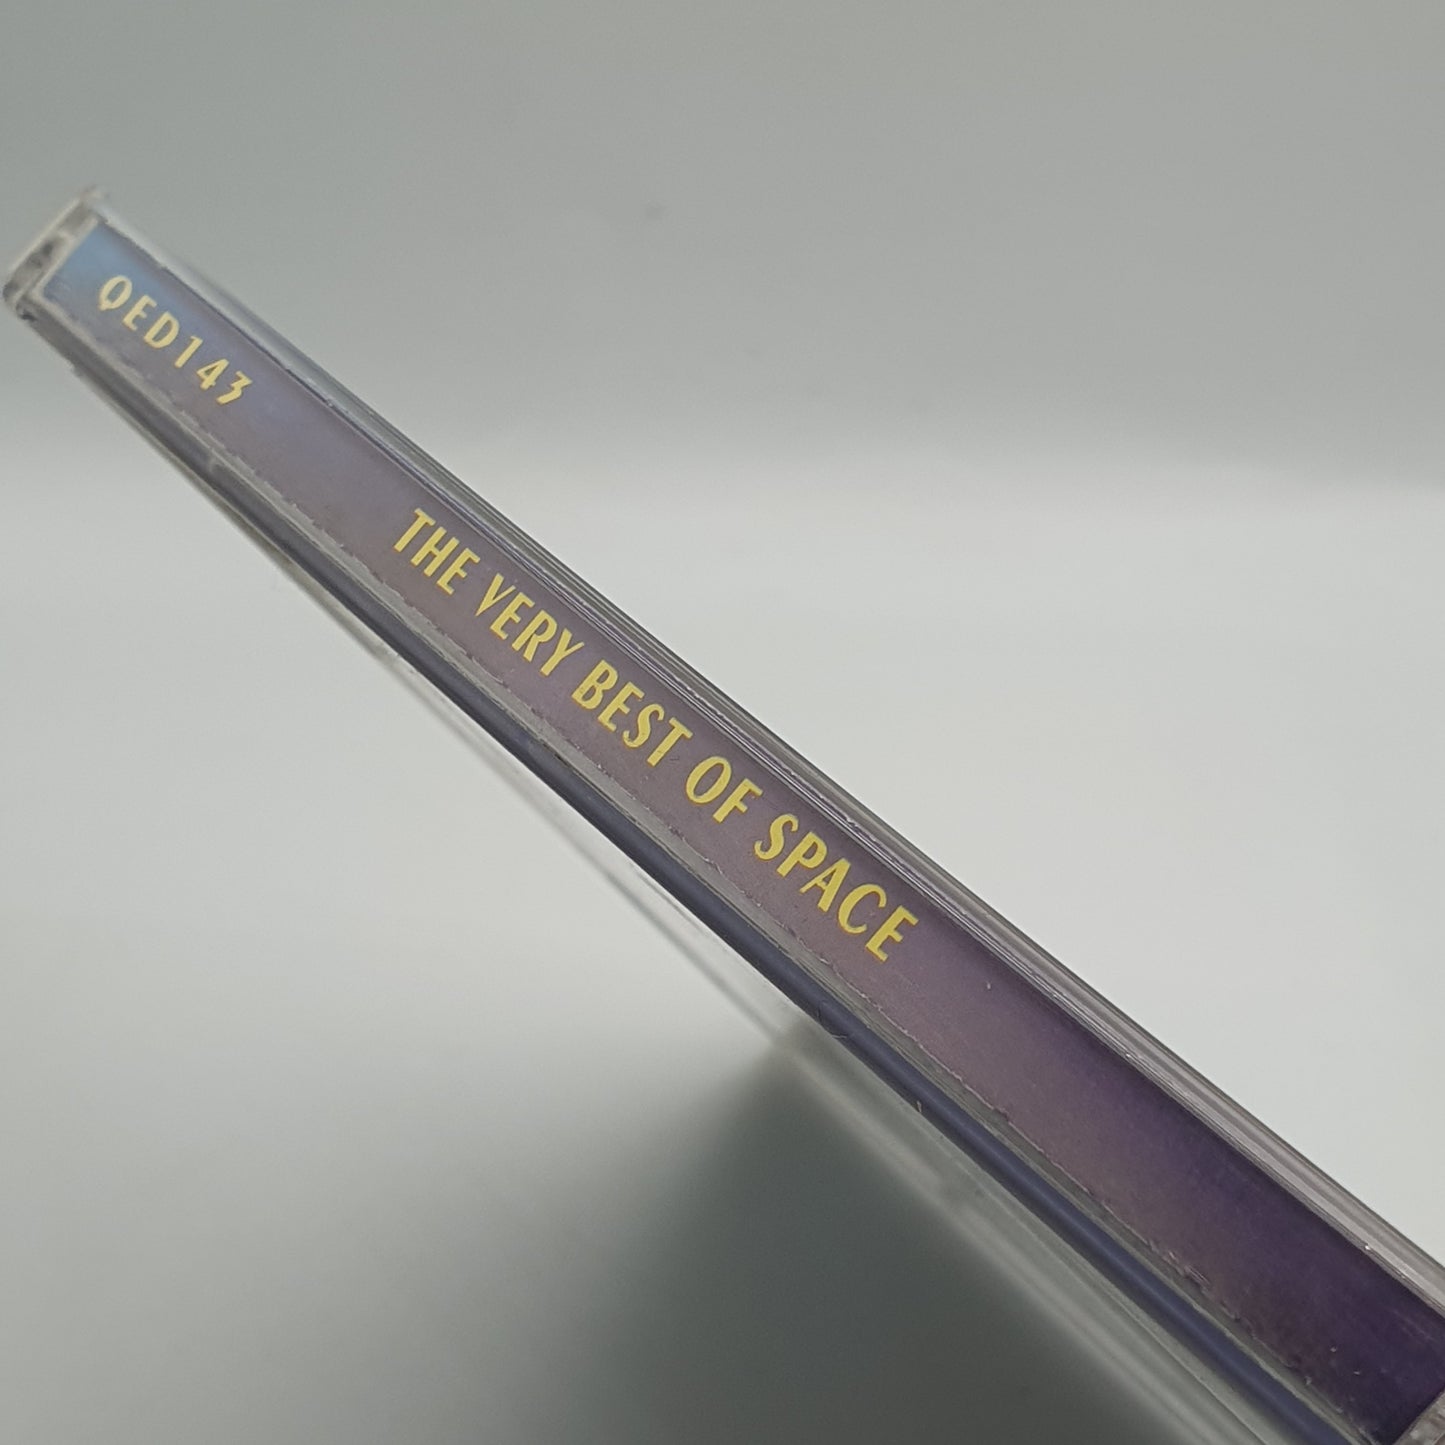 QED143
THE VERY BEST OF SPACE